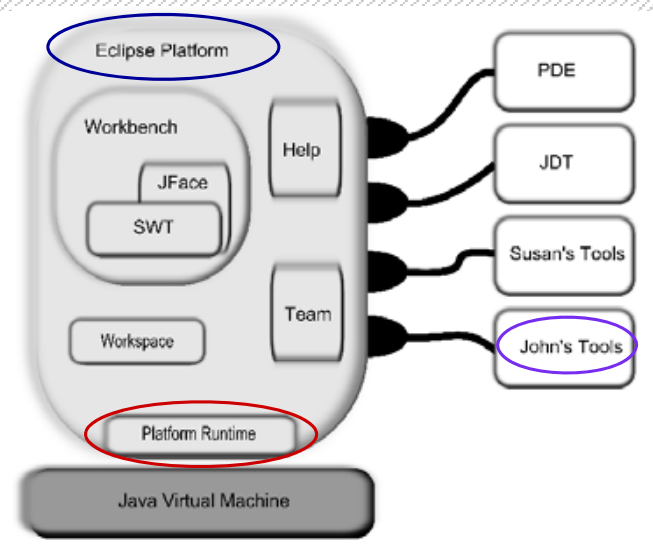 Eclipse Platform
Workbench
JFace
SWT
Help
Workspace
Team
Platform Runtime
Java Virtual Machine
PDE
JDT
Susan's Tools
John's Tools